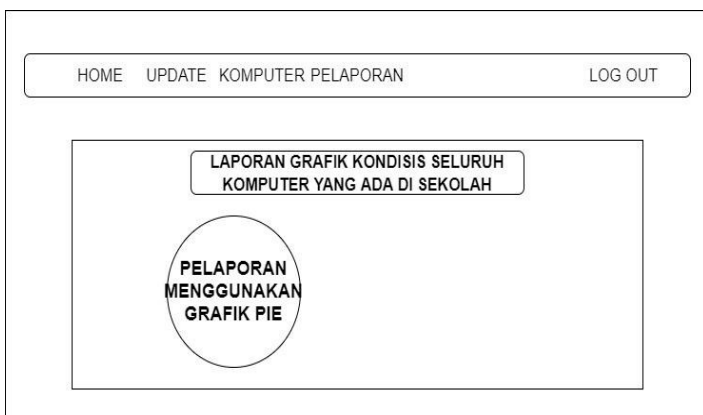 HOME UPDATE KOMPUTER PELAPORAN LOG OUT
LAPORAN GRAFIK KONDISIS SELURUH
KOMPUTER YANG ADA DI SEKOLAH
PELAPORAN
MENGGUNAKAN
GRAFIK PIE